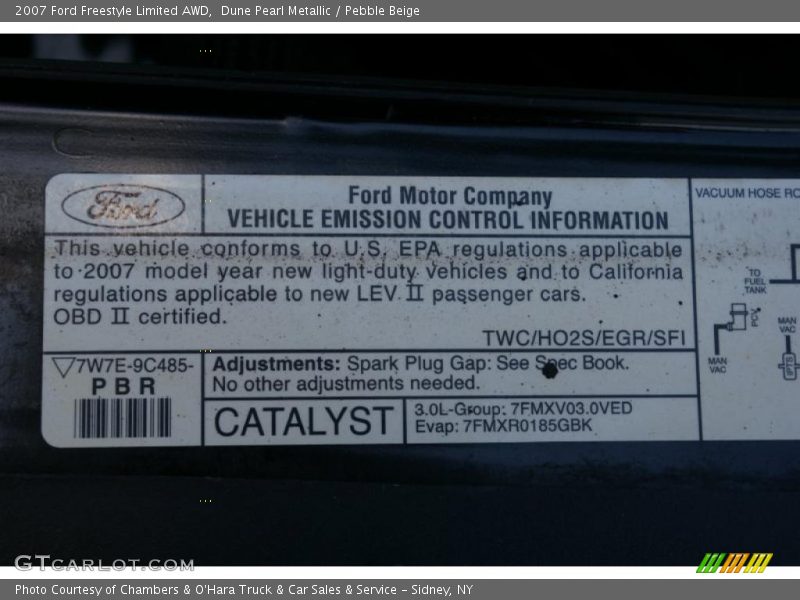 2007 Ford Freestyle Limited AWD,  Dune Pearl Metallic / Pebble Beige
Ford
Ford Motor Company
VEHICLE EMISSION CONTROL INFORMATION
This vehicle conforms to U.S. EPA regulations applicable
to 2007 model year new light-duty vehicles and to California
regulations applicable to new LEV II passenger cars.
OBD II certified.
TWC/HO2S/EGR/SFI
7W7E-9C485-
PBR
Adjustments: Spark Plug Gap: See Spec Book.
No other adjustments needed.
CATALYST
3.0L-Group: 7FMXV03.0VED
Evap: 7FMXR0185GBK
VACUUM HOSE RO
TO
FUEL
TANK
PCV
MAN
VAC
MAN
VAC
IPTS
GTCARLOT.COM
Photo Courtesy of Chambers & O'Hara Truck & Car Sales & Service – Sidney, NY